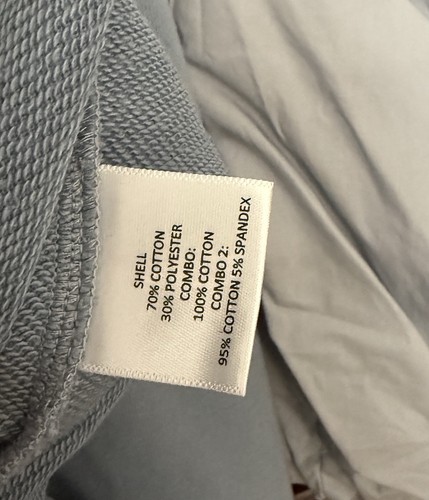 SHELL
70% COTTON
30% POLYESTER
COMBO:
100% COTTON
COMBO 2:
95% COTTON 5% SPANDEX